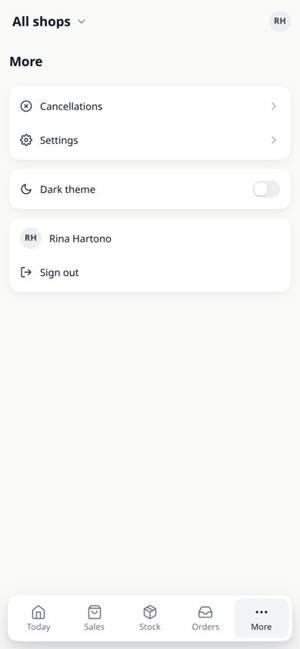 All shops
RH
More
Cancellations
Settings
Dark theme
RH Rina Hartono
Sign out
Today Sales Stock Orders More